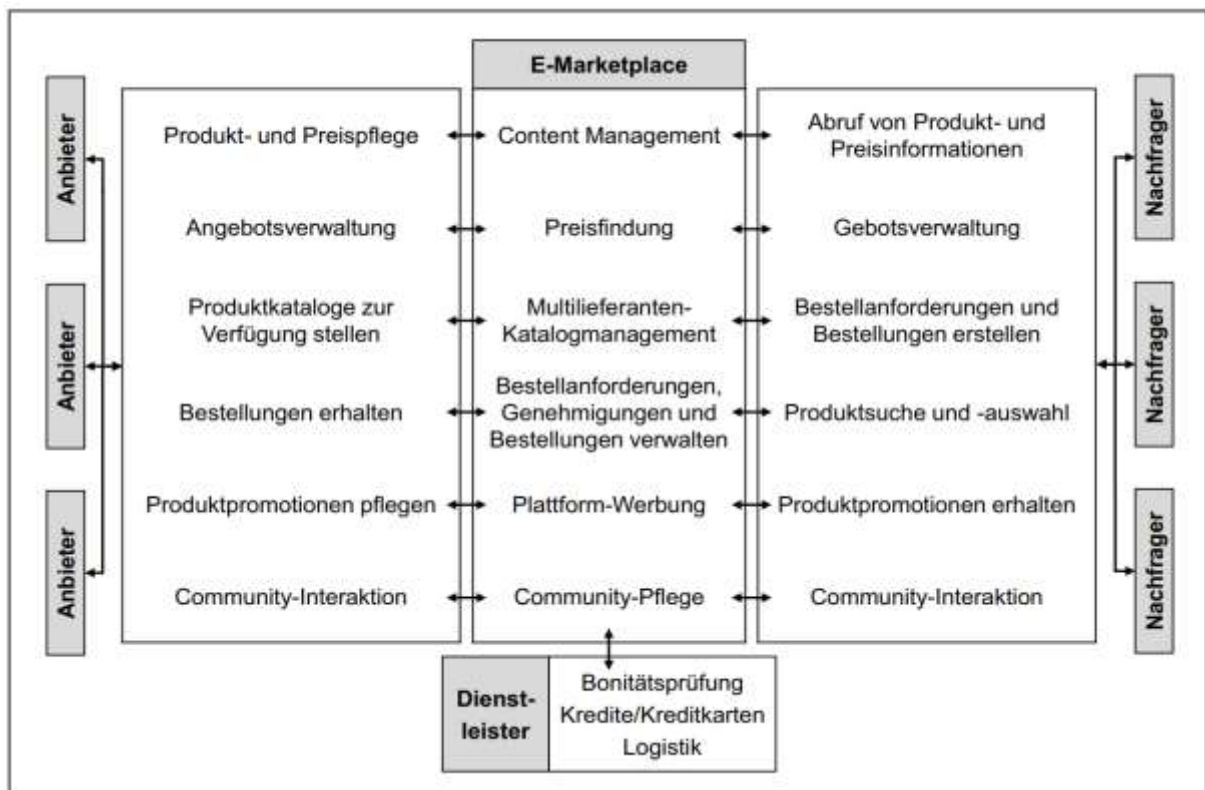 E-Marketplace
Anbieter
Anbieter
Anbieter
Produkt- und Preispflege
Content Management
Abruf von Produkt- und
Preisinformationen
Angebotsverwaltung
Preisfindung
Gebotsverwaltung
Produktkataloge zur
Verfügung stellen
Multilieferanten-
Katalogmanagement
Bestellanforderungen und
Bestellungen erstellen
Bestellungen erhalten
Bestellanforderungen,
Genehmigungen und
Bestellungen verwalten
Produktsuche und -auswahl
Produktpromotionen pflegen
Plattform-Werbung
Produktpromotionen erhalten
Community-Interaktion
Community-Pflege
Community-Interaktion
Nachfrager
Nachfrager
Nachfrager
Dienst-
leister
Bonitätsprüfung
Kredite/Kreditkarten
Logistik